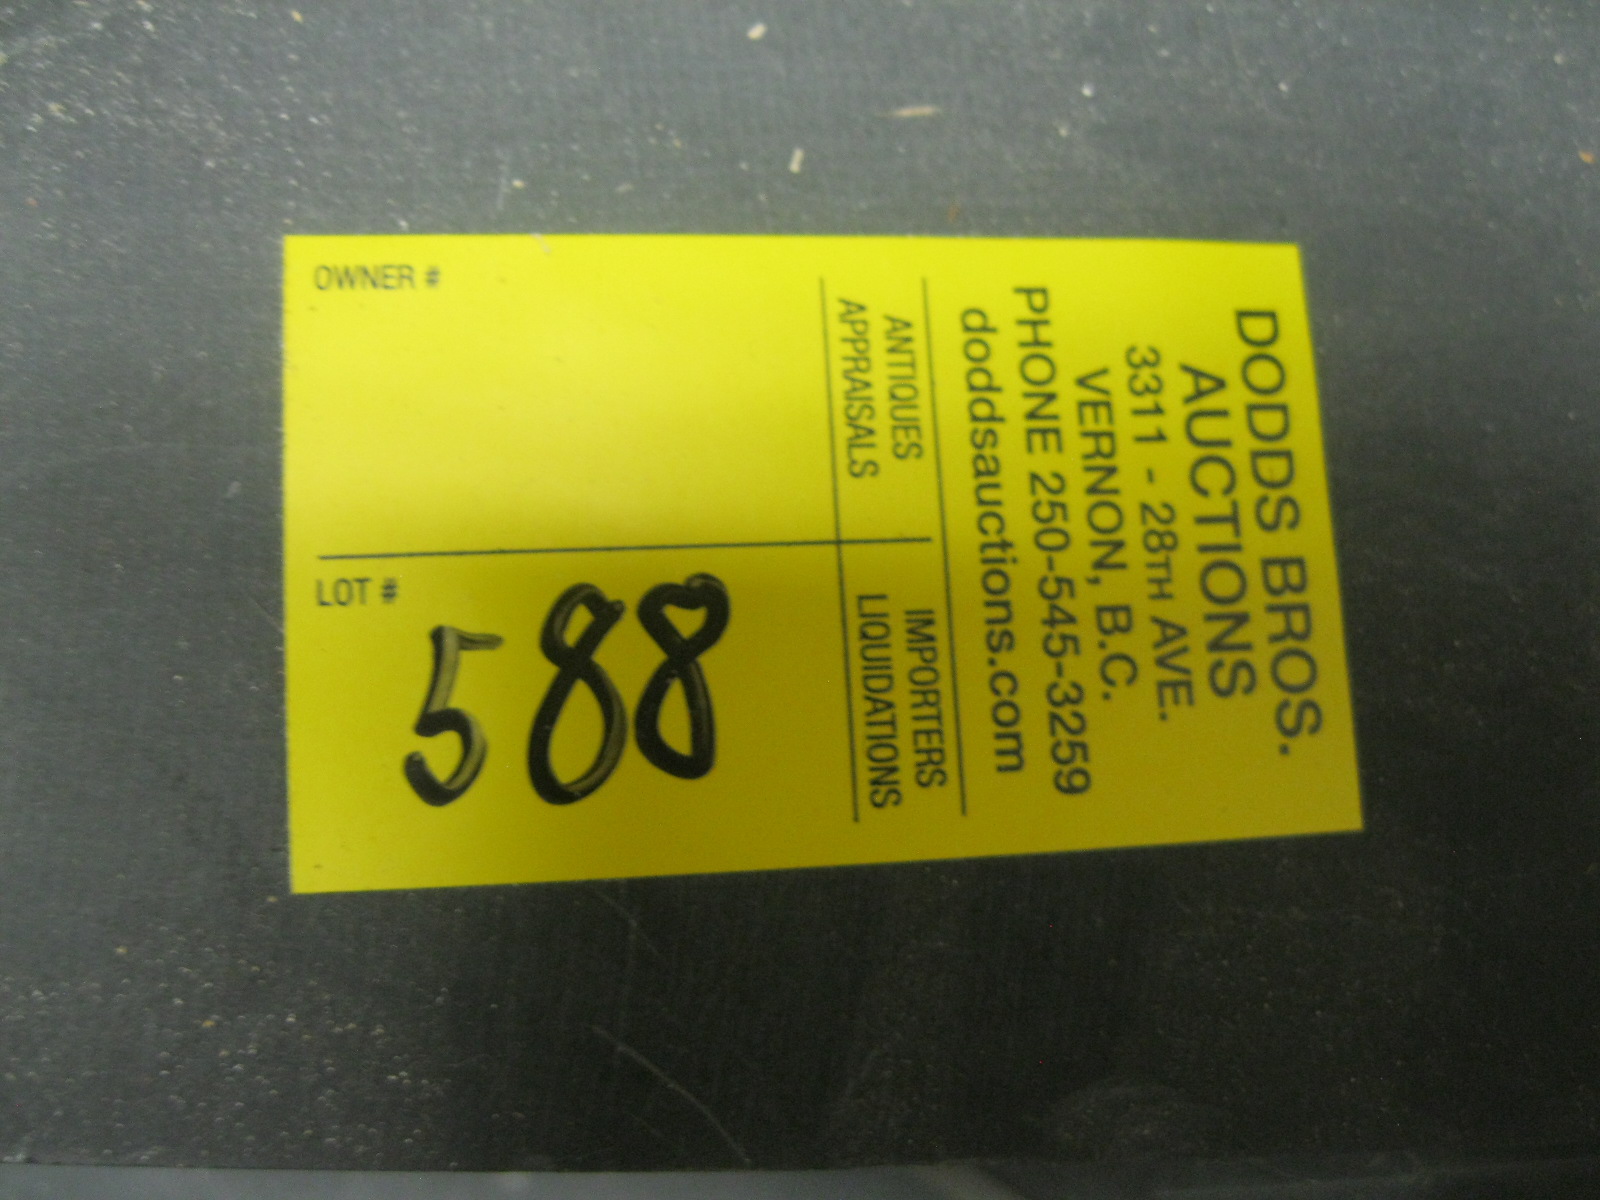 DODDS BROS.
AUCTIONS
3311 - 28TH AVE.
VERNON, B.C.
PHONE 250-545-3259
doddsauctions.com
ANTIQUES
APPRAISALS
IMPORTERS
LIQUIDATIONS
OWNER #
LOT #
588